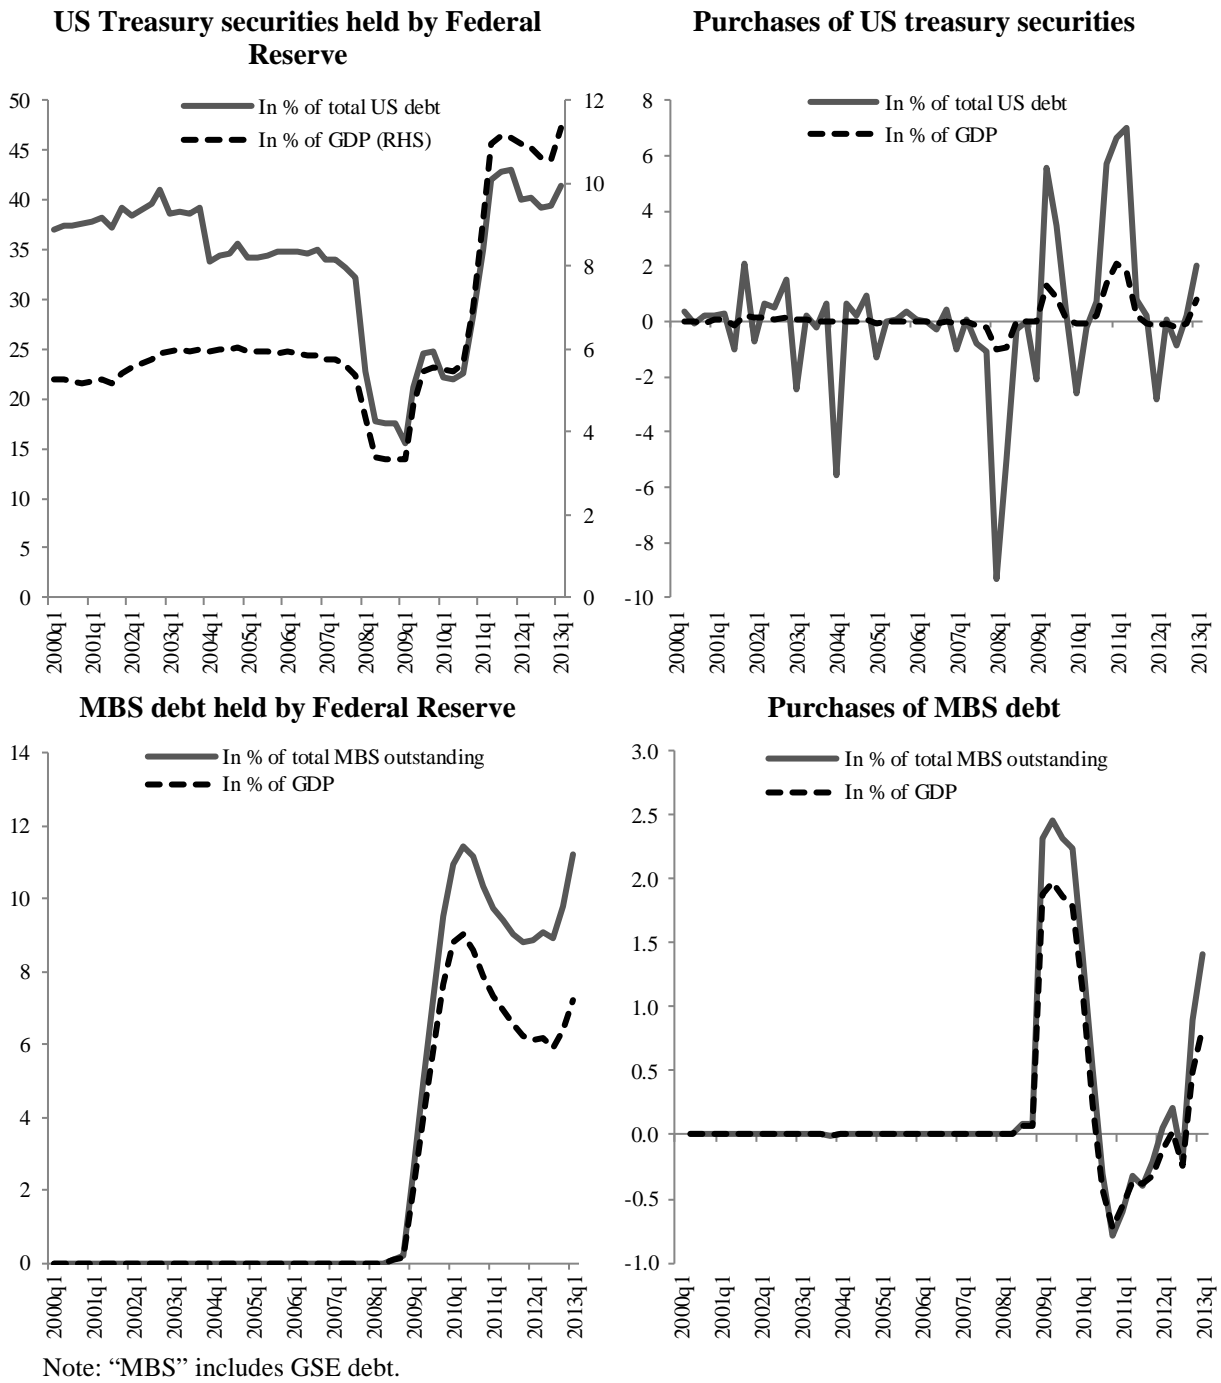 US Treasury securities held by Federal
Reserve
In % of total US debt
In % of GDP (RHS)
50
45
40
35
30
25
20
15
10
5
0
12
10
8
6
4
2
0
2000q1
2001q1
2002q1
2003q1
2004q1
2005q1
2006q1
2007q1
2008q1
2009q1
2010q1
2011q1
2012q1
2013q1
Purchases of US treasury securities
In % of total US debt
In % of GDP
8
6
4
2
0
-2
-4
-6
-8
-10
2000q1
2001q1
2002q1
2003q1
2004q1
2005q1
2006q1
2007q1
2008q1
2009q1
2010q1
2011q1
2012q1
2013q1
MBS debt held by Federal Reserve
In % of total MBS outstanding
In % of GDP
14
12
10
8
6
4
2
0
2000q1
2001q1
2002q1
2003q1
2004q1
2005q1
2006q1
2007q1
2008q1
2009q1
2010q1
2011q1
2012q1
2013q1
Purchases of MBS debt
In % of total MBS outstanding
In % of GDP
3.0
2.5
2.0
1.5
1.0
0.5
0.0
-0.5
-1.0
2000q1
2001q1
2002q1
2003q1
2004q1
2005q1
2006q1
2007q1
2008q1
2009q1
2010q1
2011q1
2012q1
2013q1
Note: “MBS” includes GSE debt.